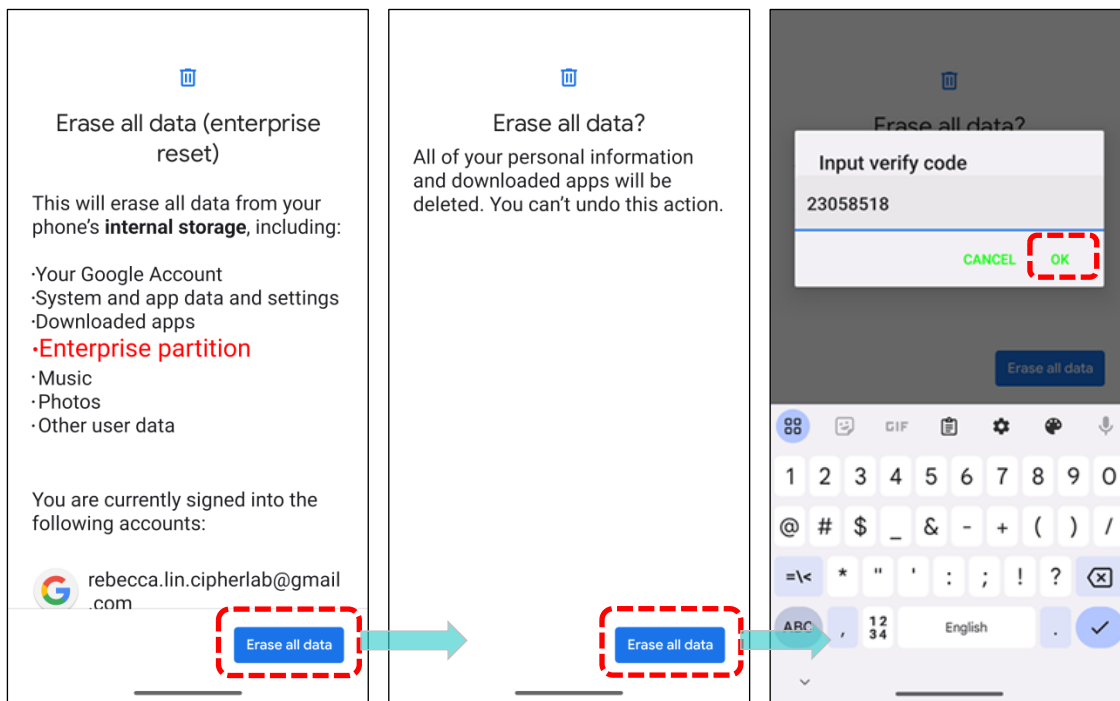 Erase all data (enterprise
reset)
This will erase all data from your
phone's internal storage, including:
·Your Google Account
·System and app data and settings
·Downloaded apps
·Enterprise partition
·Music
·Photos
·Other user data
You are currently signed into the
following accounts:
rebecca.lin.cipherlab@gmail
.com
Erase all data
Erase all data?
All of your personal information
and downloaded apps will be
deleted. You can't undo this action.
Erase all data
Erase all data?
Input verify code
23058518
CANCEL OK
Erase all data
GIF
1 2 3 4 5 6 7 8 9 0
@ # $ _ & - + ( ) /
=\< * " ' : ; ! ?
ABC , 12 34 English .